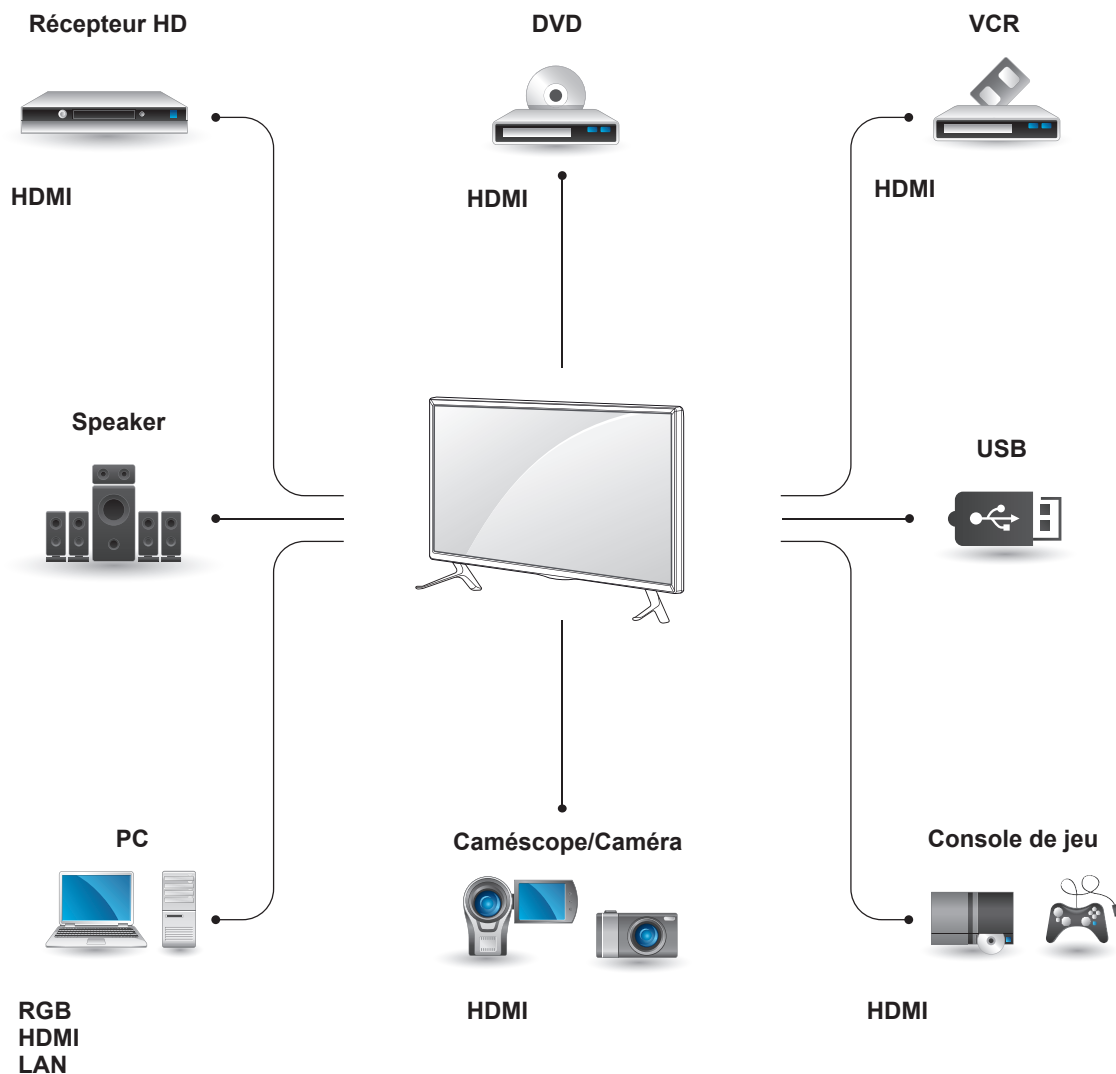 Récepteur HD
DVD
VCR
HDMI
HDMI
HDMI
Speaker
USB
PC
Caméscope/Caméra
Console de jeu
RGB
HDMI
LAN
HDMI
HDMI